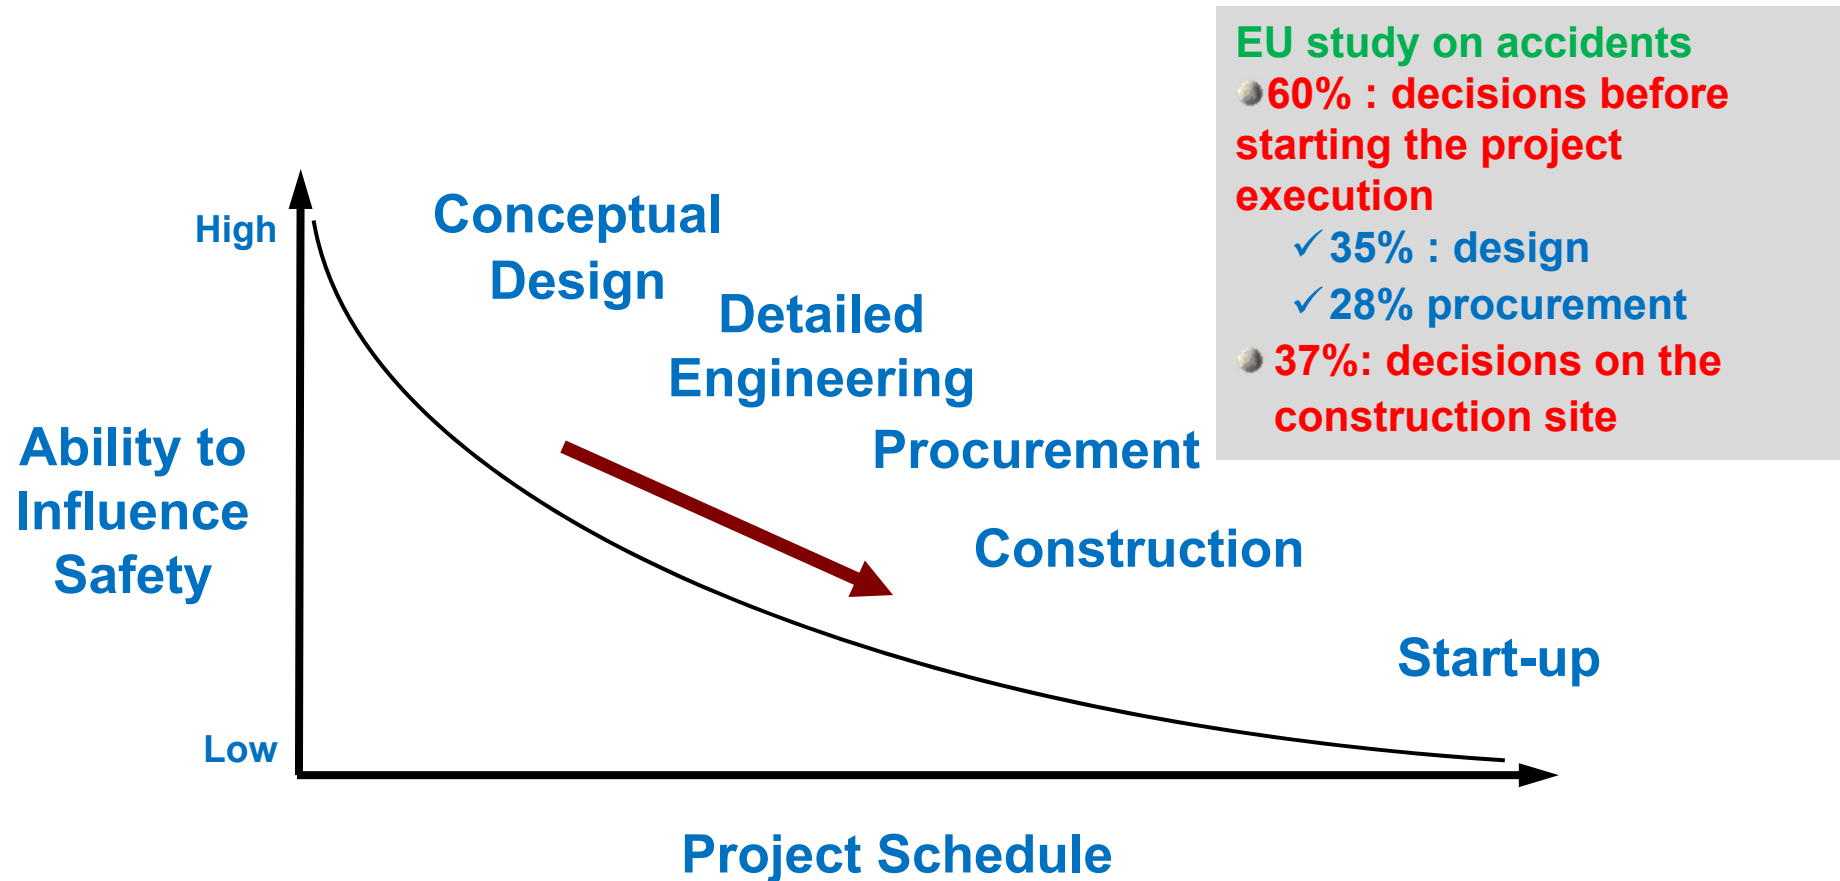 EU study on accidents
60% : decisions before
starting the project
execution
✓ 35% : design
✓ 28% procurement
37%: decisions on the
construction site
High
Conceptual
Design
Detailed
Engineering
Procurement
Ability to
Influence
Safety
Construction
Start-up
Low
Project Schedule